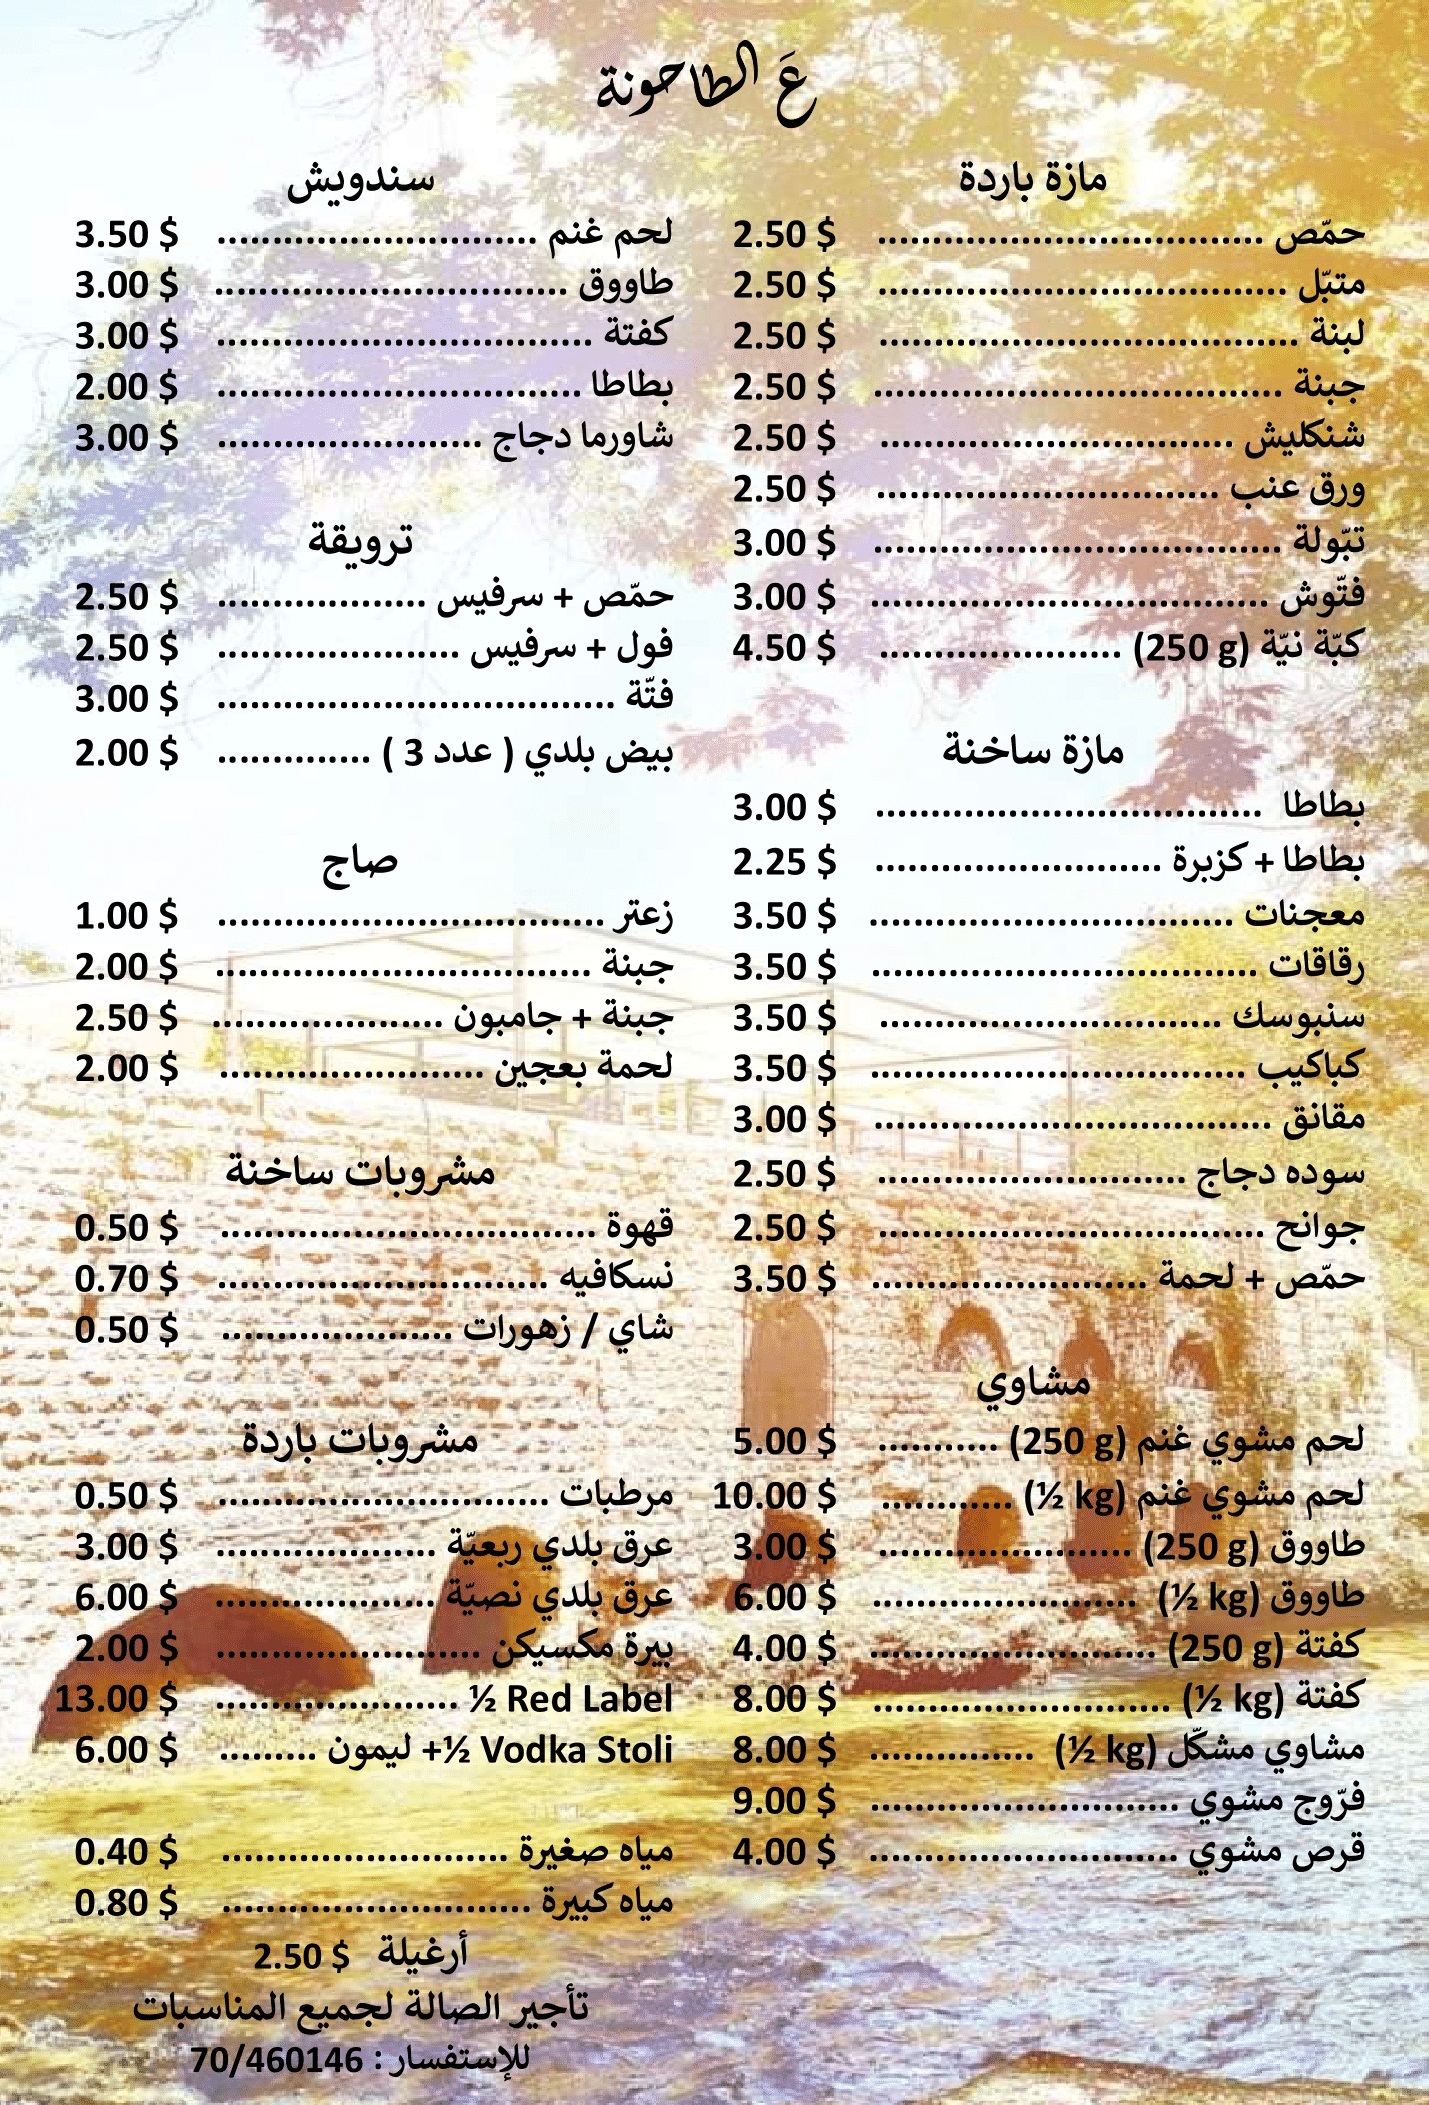 عَ الطاحونة
مازة باردة
حمّص .................................. 2.50 $
متبّل .................................... 2.50 $
لبنة ..................................... 2.50 $
جبنة .................................... 2.50 $
شنكليش ................................ 2.50 $
ورق عنب .............................. 2.50 $
تبّولة .................................... 3.00 $
فتّوش ................................... 3.00 $
كبّة نيّة (250 g) ...................... 4.50 $
مازة ساخنة
بطاطا .................................. 3.00 $
بطاطا + كزبرة .......................... 2.25 $
معجنات ................................ 3.50 $
رقاقات .................................. 3.50 $
سنبوسك ............................... 3.50 $
كباكيب ................................. 3.50 $
مقانق ................................... 3.00 $
سوده دجاج ............................ 2.50 $
جوانح .................................. 2.50 $
حمّص + لحمة ......................... 3.50 $
مشاوي
لحم مشوي غنم (250 g) ........... 5.00 $
لحم مشوي غنم (½ kg) ............ 10.00 $
طاووق (250 g) ....................... 3.00 $
طاووق (½ kg) ........................ 6.00 $
كفتة (250 g) .......................... 4.00 $
كفتة (½ kg) ........................... 8.00 $
مشاوي مشكّل (½ kg) ............... 8.00 $
فرّوج مشوي ............................ 9.00 $
قرص مشوي ............................ 4.00 $
سندويش
لحم غنم ............................. 3.50 $
طاووق ................................ 3.00 $
كفتة .................................. 3.00 $
بطاطا ................................. 2.00 $
شاورما دجاج ........................ 3.00 $
ترويقة
حمّص + سرفيس ................... 2.50 $
فول + سرفيس ...................... 2.50 $
فتّة .................................... 3.00 $
بيض بلدي ( عدد 3 ) .............. 2.00 $
صاج
زعتر ................................... 1.00 $
جبنة .................................. 2.00 $
جبنة + جامبون ..................... 2.50 $
لحمة بعجين ........................ 2.00 $
مشروبات ساخنة
قهوة .................................. 0.50 $
نسكافيه .............................. 0.70 $
شاي / زهورات ..................... 0.50 $
مشروبات باردة
مرطبات .............................. 0.50 $
عرق بلدي ربعيّة .................... 3.00 $
عرق بلدي نصيّة .................... 6.00 $
بيرة مكسيكن ........................ 2.00 $
½ Red Label ...................... 13.00 $
½ Vodka Stoli+ ليمون ......... 6.00 $
مياه صغيرة .......................... 0.40 $
مياه كبيرة ............................ 0.80 $
أرغيلة 2.50 $
تأجير الصالة لجميع المناسبات
للإستفسار : 70/460146